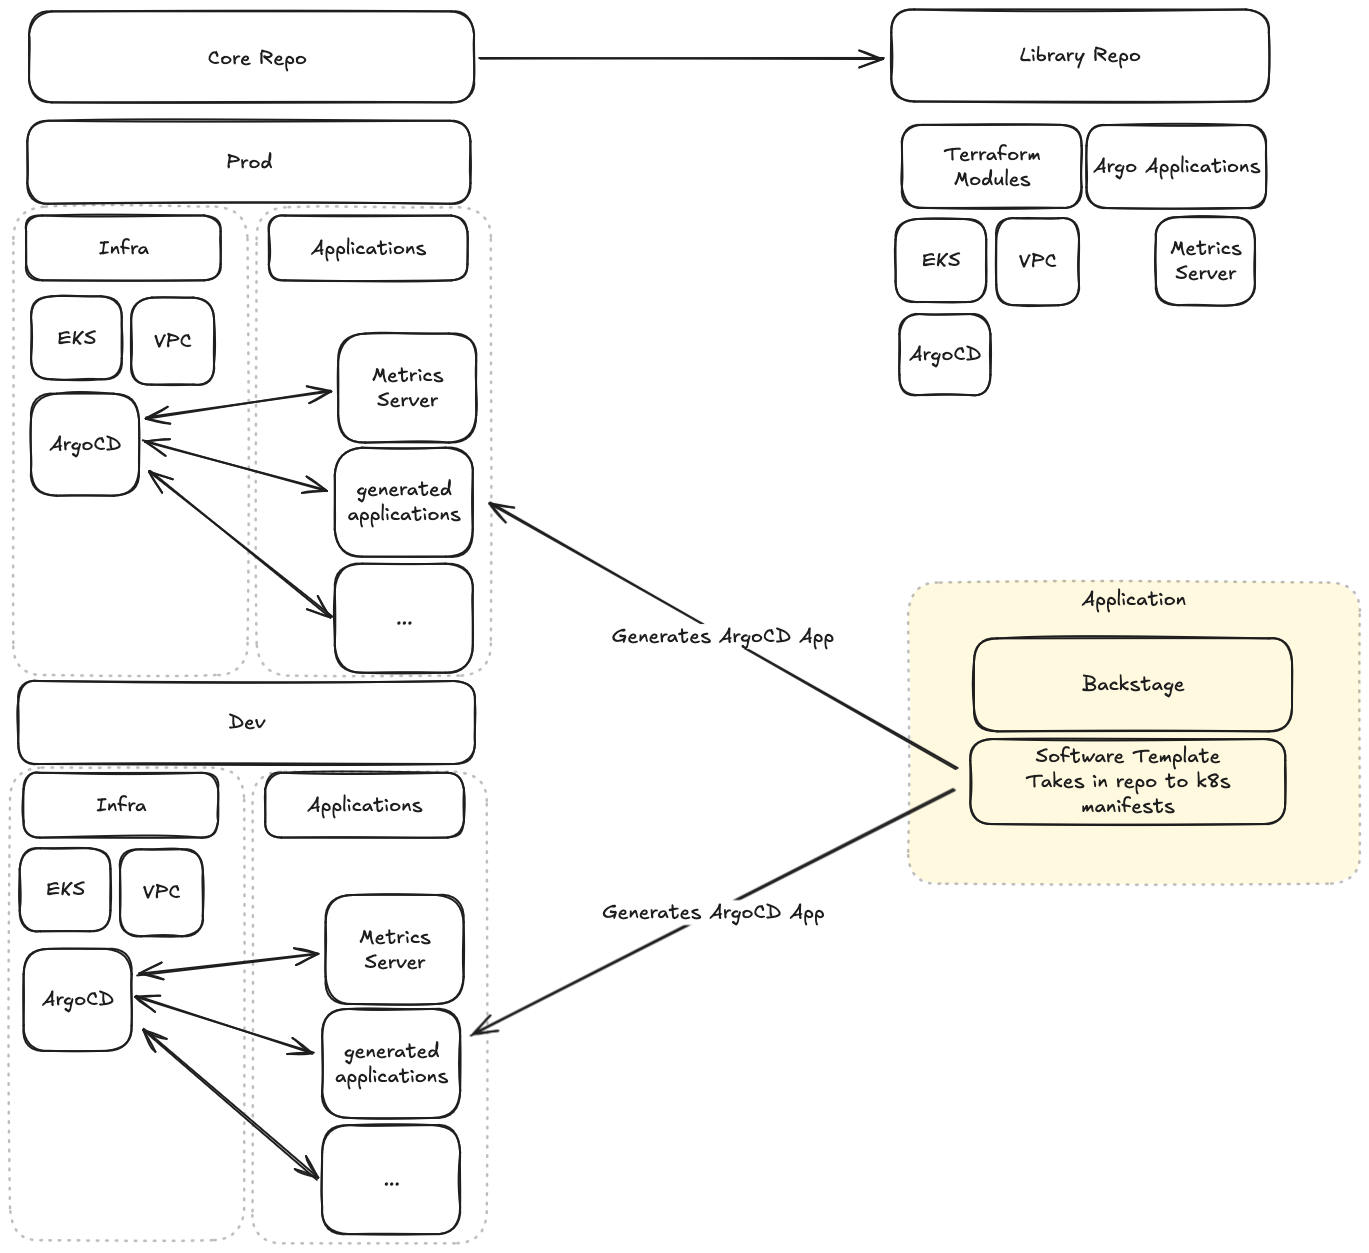 Core Repo
Library Repo
Prod
Terraform
Modules
Argo Applications
Infra
Applications
EKS
VPC
Metrics
Server
EKS
VPC
ArgoCD
Metrics
Server
ArgoCD
generated
applications
...
Generates ArgoCD App
Application
Backstage
Software Template
Takes in repo to k8s
manifests
Dev
Infra
Applications
EKS
VPC
Generates ArgoCD App
Metrics
Server
ArgoCD
generated
applications
...